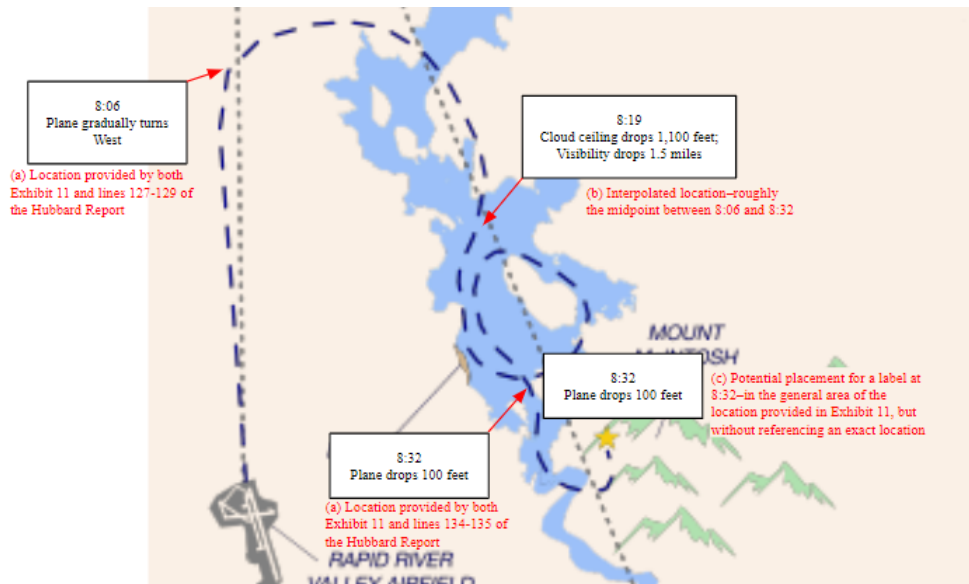 8:06
Plane gradually turns
West
(a) Location provided by both
Exhibit 11 and lines 127-129 of
the Hubbard Report
8:19
Cloud ceiling drops 1,100 feet;
Visibility drops 1.5 miles
(b) Interpolated location–roughly
the midpoint between 8:06 and 8:32
MOUNT
8:32
Plane drops 100 feet
(c) Potential placement for a label at
8:32–in the general area of the
location provided in Exhibit 11, but
without referencing an exact location
8:32
Plane drops 100 feet
(a) Location provided by both
Exhibit 11 and lines 134-135 of
the Hubbard Report
RAPID RIVER
VALLEY AIRFIELD